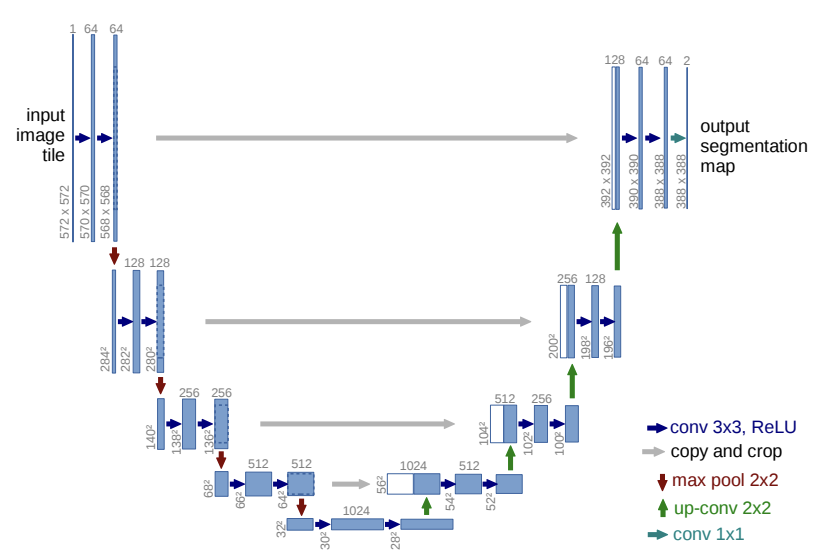 1 64 64
128 64 64 2
input
image
tile
output
segmentation
map
572 x 572
570 x 570
568 x 568
392 x 392
390 x 390
388 x 388
388 x 388
128 128
256 128
284²
282²
280²
200²
198²
196²
256 256
512 256
140²
138²
136²
104²
102²
100²
512 512
1024 512
68²
66²
64²
56²
54²
52²
1024
32²
30²
28²
conv 3x3, ReLU
copy and crop
max pool 2x2
up-conv 2x2
conv 1x1